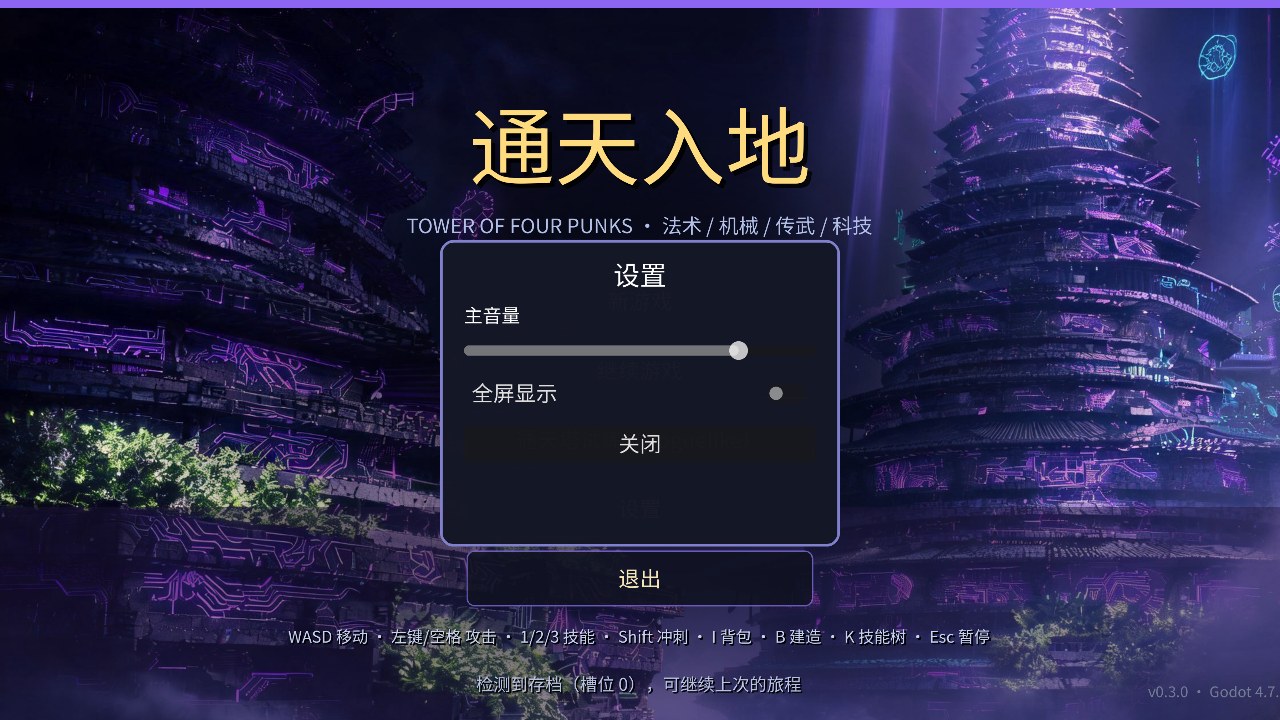 通天入地
TOWER OF FOUR PUNKS · 法术 / 机械 / 传武 / 科技
设置
主音量
全屏显示
关闭
设置
退出
WASD 移动 · 左键/空格 攻击 · 1/2/3 技能 · Shift 冲刺 · I 背包 · B 建造 · K 技能树 · Esc 暂停
检测到存档（槽位 0），可继续上次的旅程
v0.3.0 · Godot 4.7.